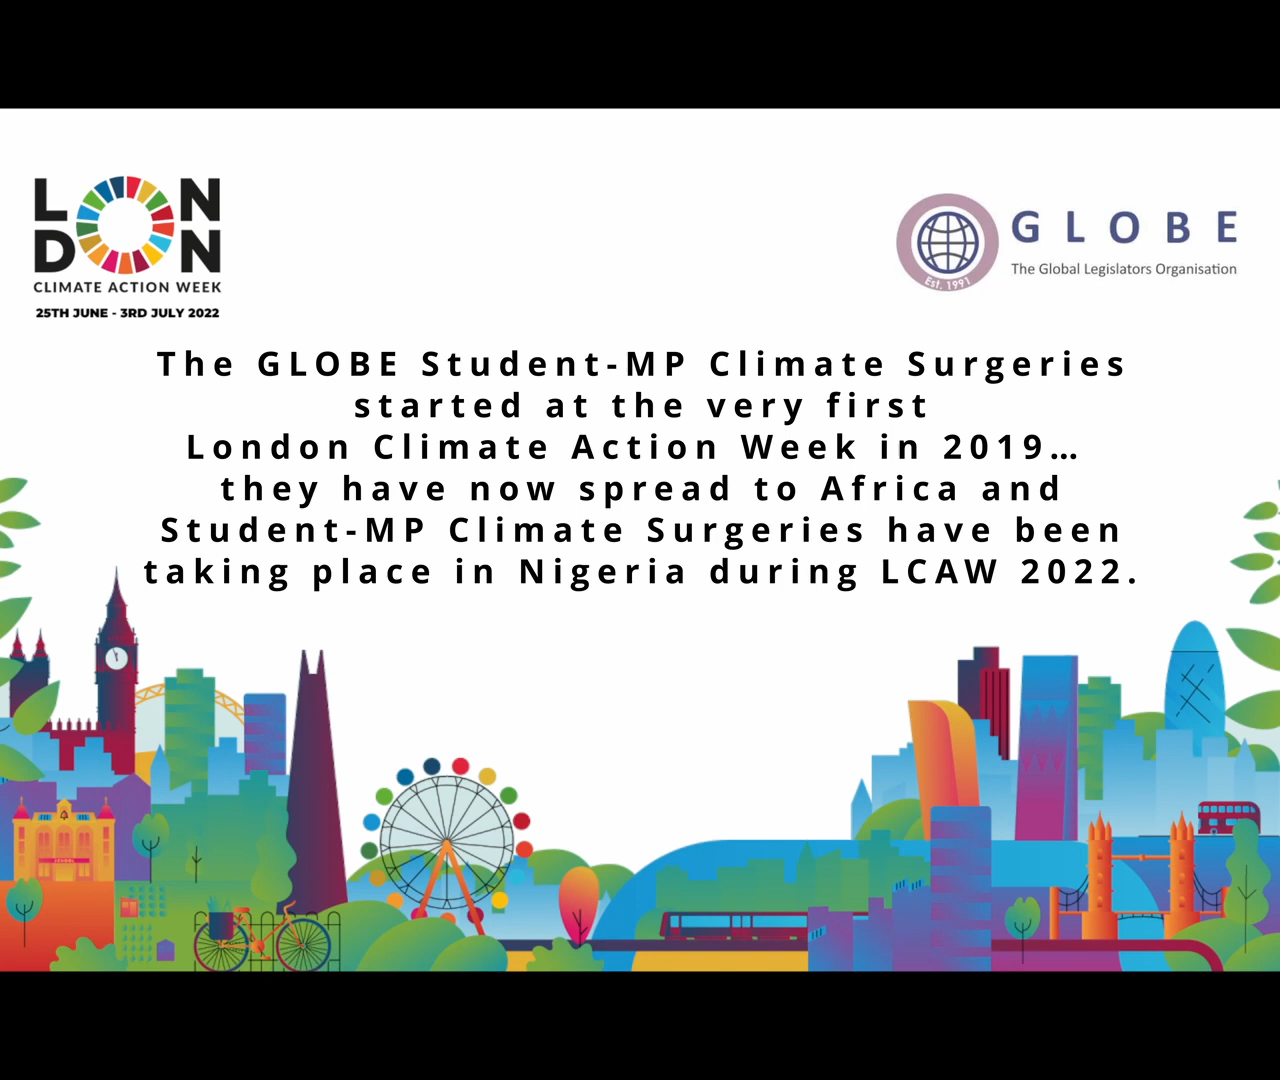 LONDON
CLIMATE ACTION WEEK
25TH JUNE - 3RD JULY 2022
GLOBE
The Global Legislators Organisation
Est. 1991
The GLOBE Student-MP Climate Surgeries
started at the very first
London Climate Action Week in 2019...
they have now spread to Africa and
Student-MP Climate Surgeries have been
taking place in Nigeria during LCAW 2022.
SCHOOL